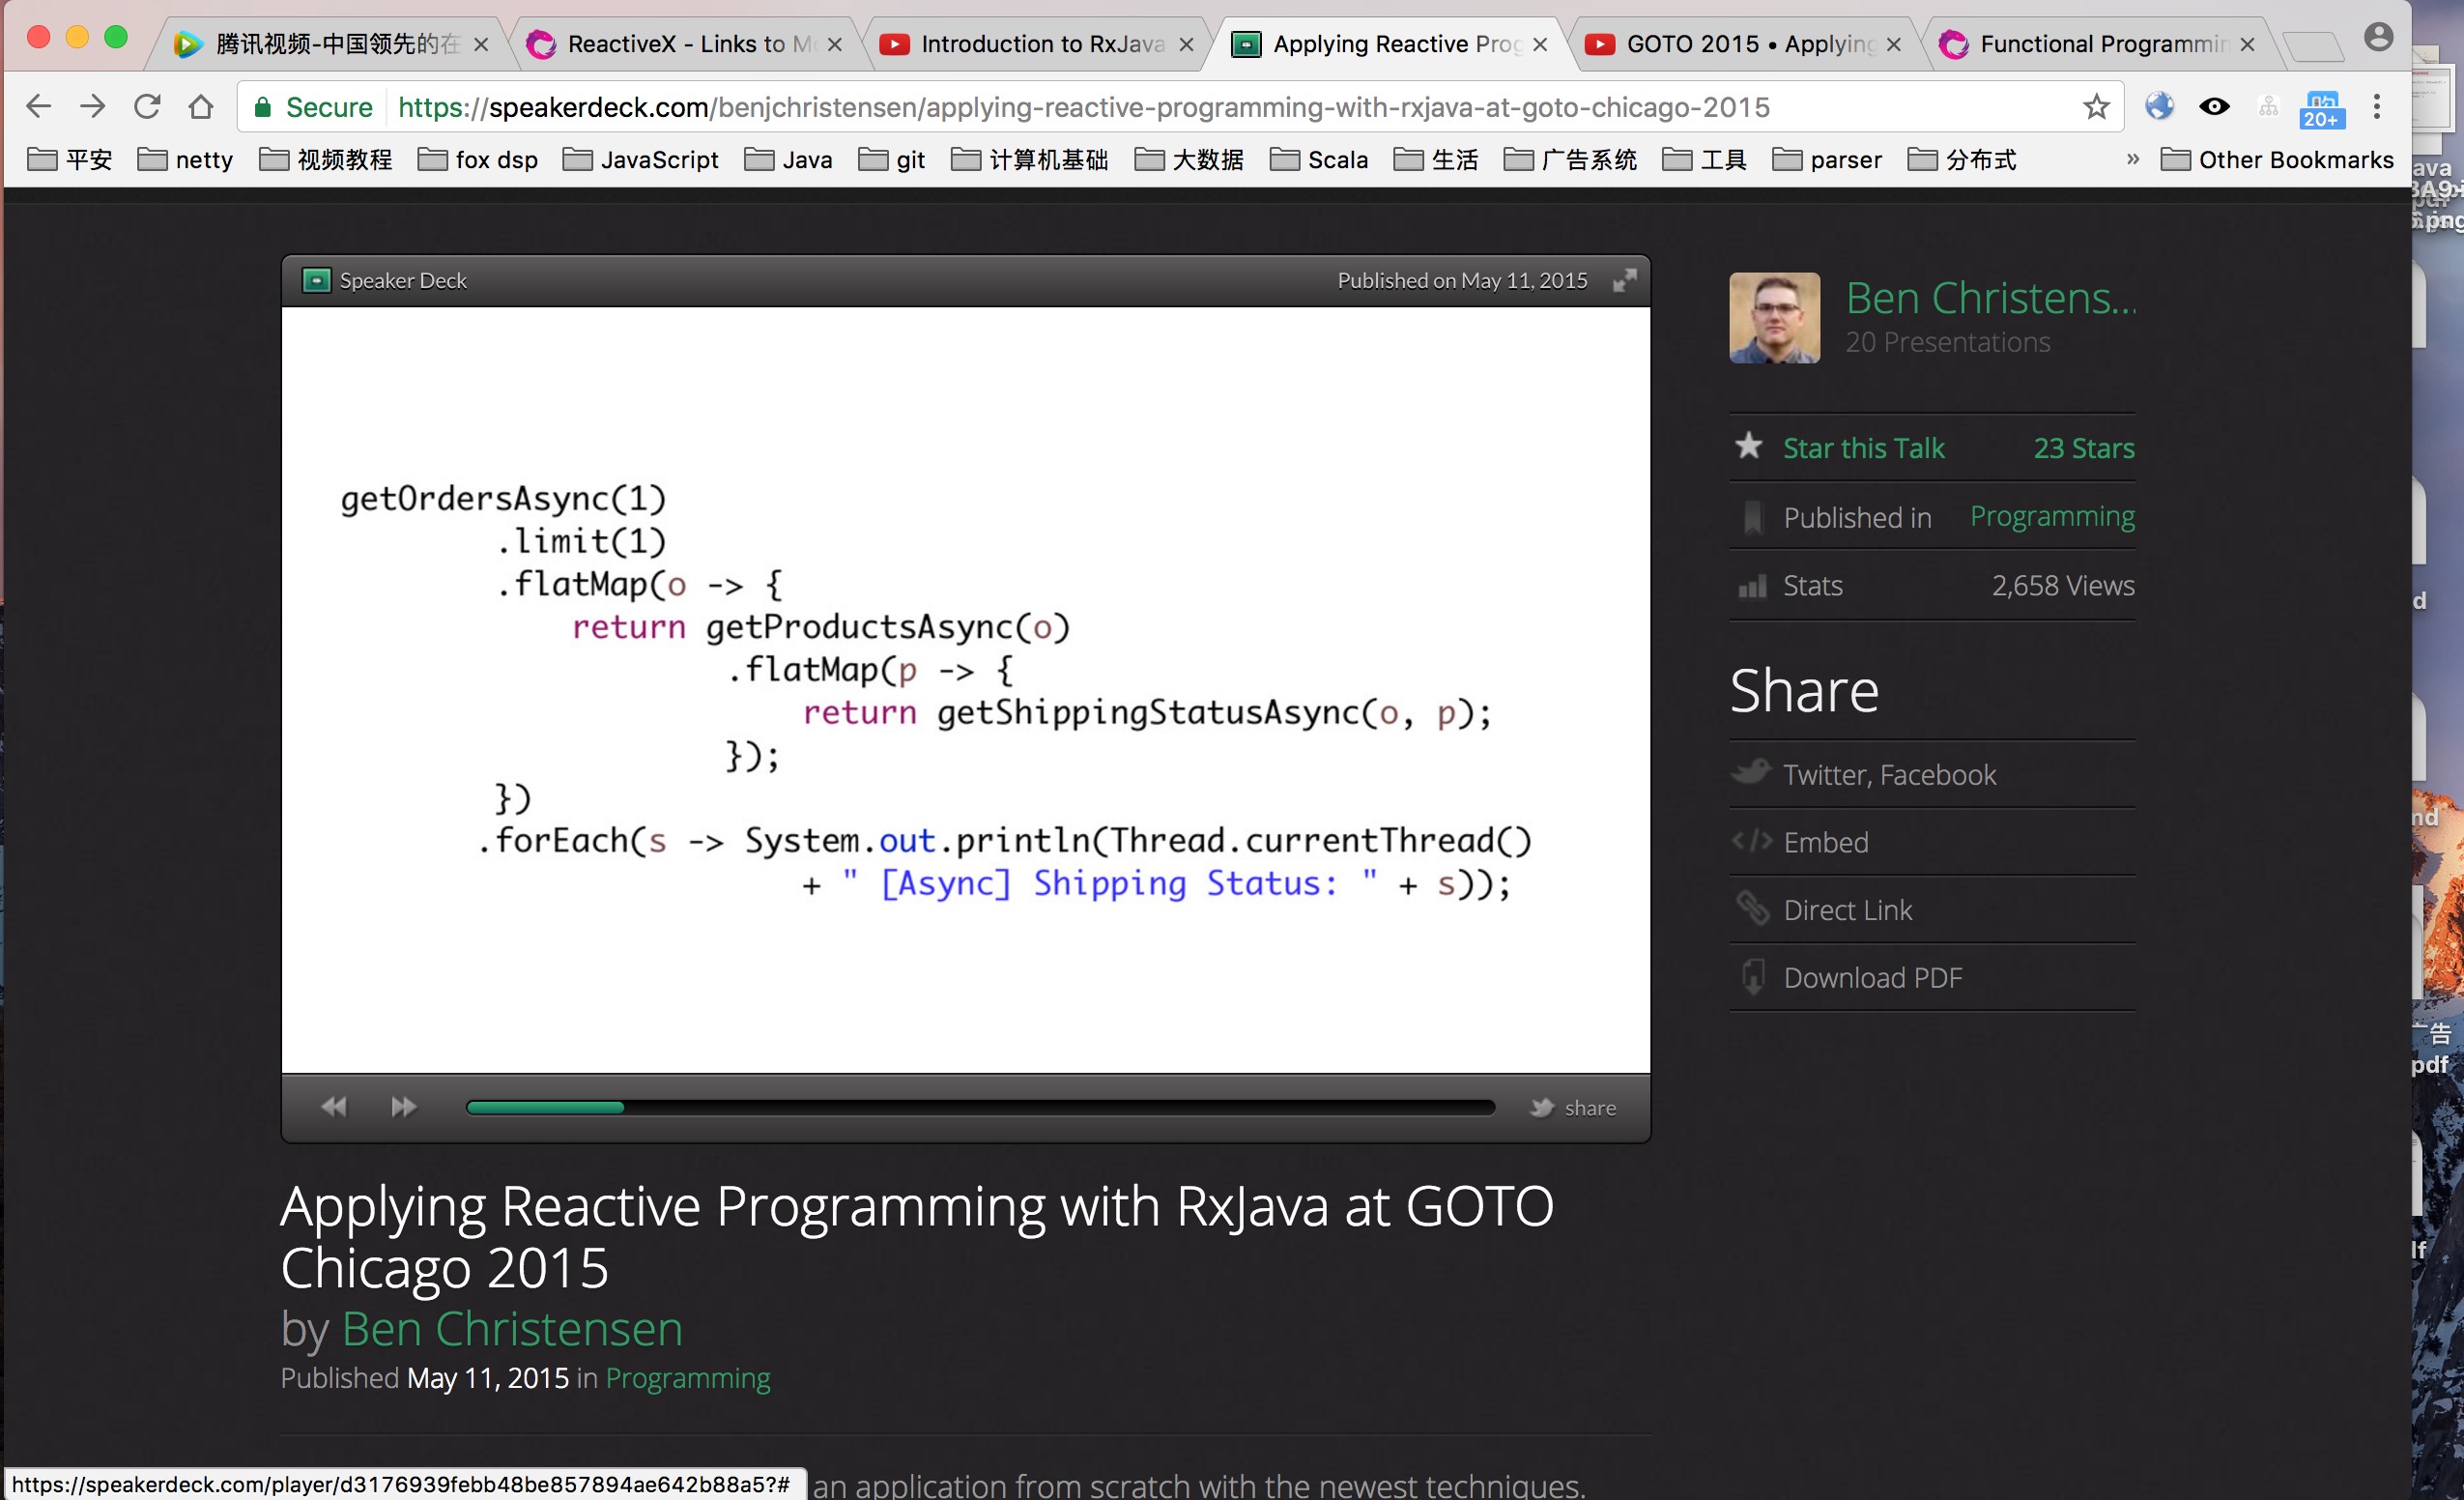 腾讯视频-中国领先的在
ReactiveX - Links to Mo
Introduction to RxJava
Applying Reactive Prog
GOTO 2015 • Applying
Functional Programmin
Secure
https://speakerdeck.com/benjchristensen/applying-reactive-programming-with-rxjava-at-goto-chicago-2015
20+
平安
netty
视频教程
fox dsp
JavaScript
Java
git
计算机基础
大数据
Scala
生活
广告系统
工具
parser
分布式
»
Other Bookmarks
Speaker Deck
Published on May 11, 2015
getOrdersAsync(1)
.limit(1)
.flatMap(o -> {
return getProductsAsync(o)
.flatMap(p -> {
return getShippingStatusAsync(o, p);
});
})
.forEach(s -> System.out.println(Thread.currentThread()
+ " [Async] Shipping Status: " + s));
share
Ben Christens...
20 Presentations
Star this Talk 23 Stars
Published in Programming
Stats 2,658 Views
Share
Twitter, Facebook
Embed
Direct Link
Download PDF
Applying Reactive Programming with RxJava at GOTO
Chicago 2015
by Ben Christensen
Published May 11, 2015 in Programming
an application from scratch with the newest techniques.
https://speakerdeck.com/player/d3176939febb48be857894ae642b88a5?#
告
pdf